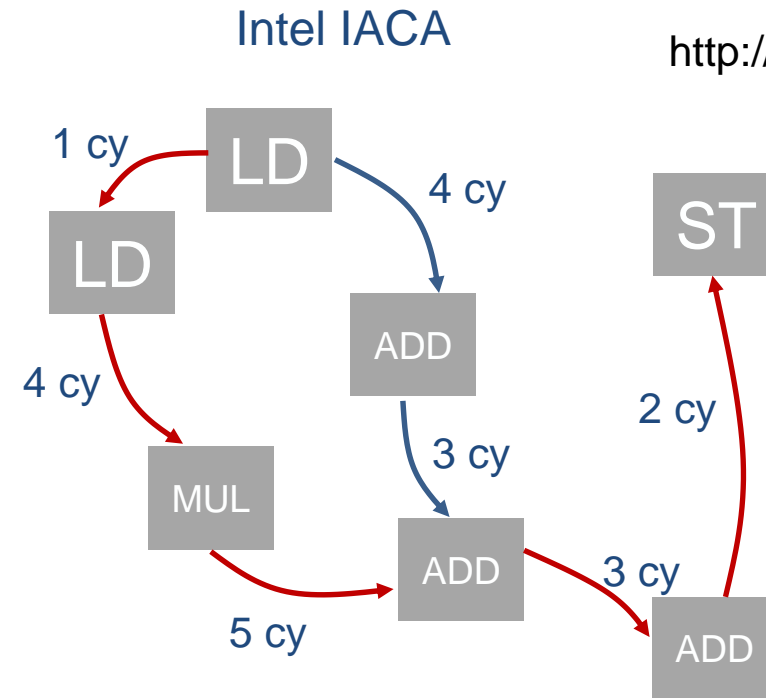 Intel IACA
http:/
1 cy
LD
4 cy
LD
ST
ADD
4 cy
2 cy
3 cy
MUL
ADD
3 cy
5 cy
ADD